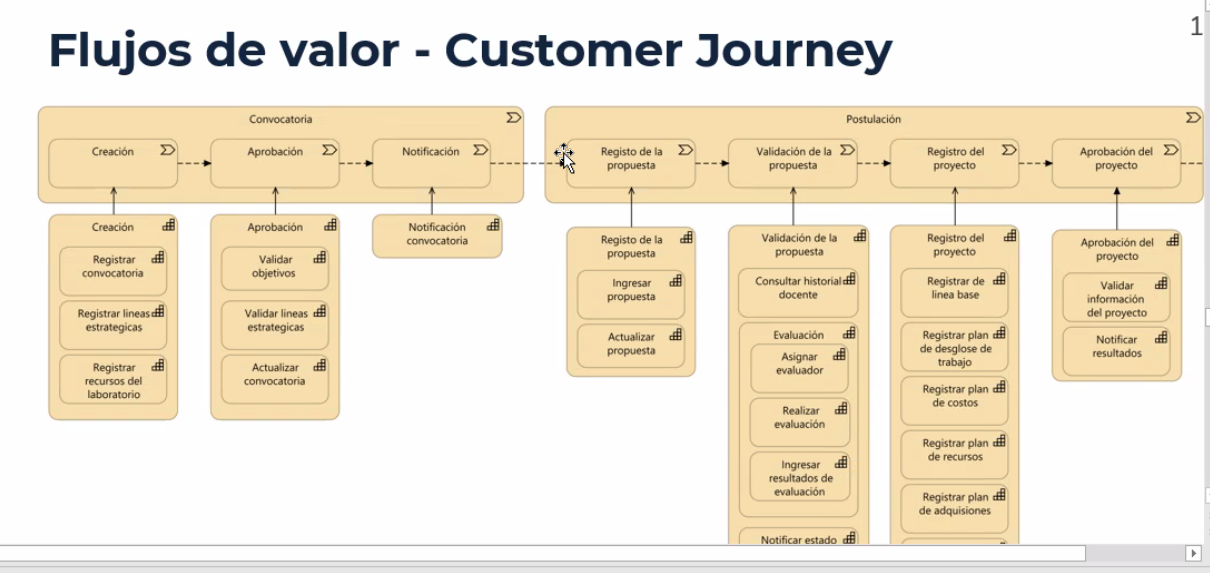 1
Flujos de valor - Customer Journey
Convocatoria
Creación
Aprobación
Notificación
Postulación
Registo de la
propuesta
Validación de la
propuesta
Registro del
proyecto
Aprobación del
proyecto
Creación
Registrar
convocatoria
Registrar lineas
estrategicas
Registrar
recursos del
laboratorio
Aprobación
Validar
objetivos
Validar lineas
estrategicas
Actualizar
convocatoria
Notificación
convocatoria
Registo de la
propuesta
Ingresar
propuesta
Actualizar
propuesta
Validación de la
propuesta
Consultar historial
docente
Evaluación
Asignar
evaluador
Realizar
evaluación
Ingresar
resultados de
evaluación
Notificar estado
Registro del
proyecto
Registrar de
linea base
Registrar plan
de desglose de
trabajo
Registrar plan
de costos
Registrar plan
de recursos
Registrar plan
de adquisiones
Aprobación del
proyecto
Validar
información
del proyecto
Notificar
resultados